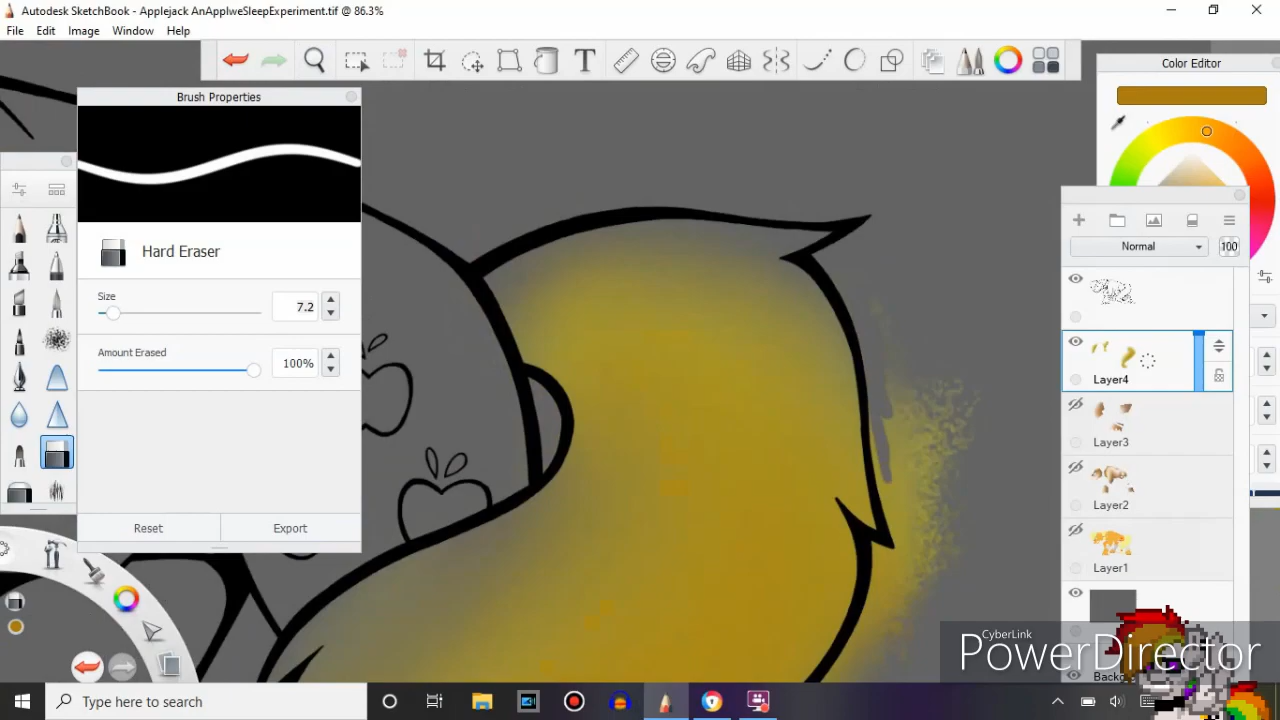 Autodesk SketchBook - Applejack AnApplweSleepExperiment.tif @ 86.3%
File Edit Image Window Help
Brush Properties
Color Editor
Hard Eraser
Size
7.2
Amount Erased
100%
Reset Export
Normal 100
Layer4
Layer3
Layer2
Layer1
CyberLink
PowerDirector
Type here to search